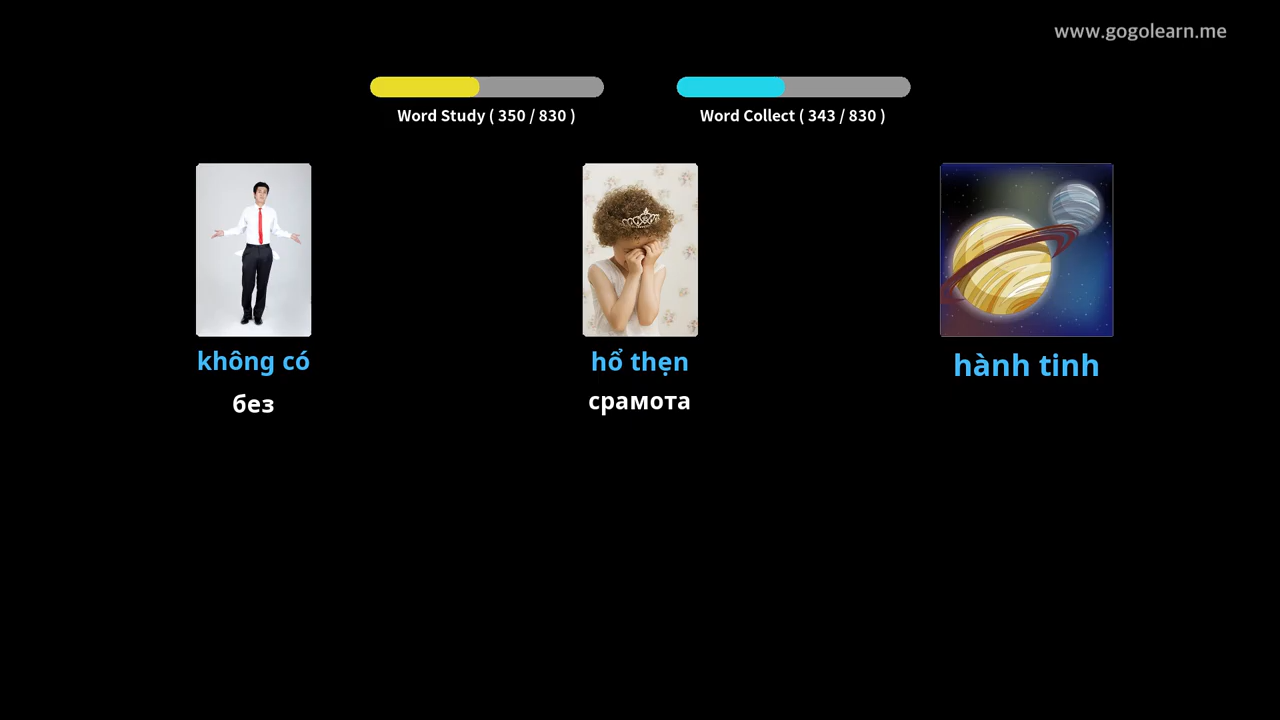 www.gogolearn.me
Word Study ( 350 / 830 )
Word Collect ( 343 / 830 )
không có
без
hổ thẹn
срамота
hành tinh